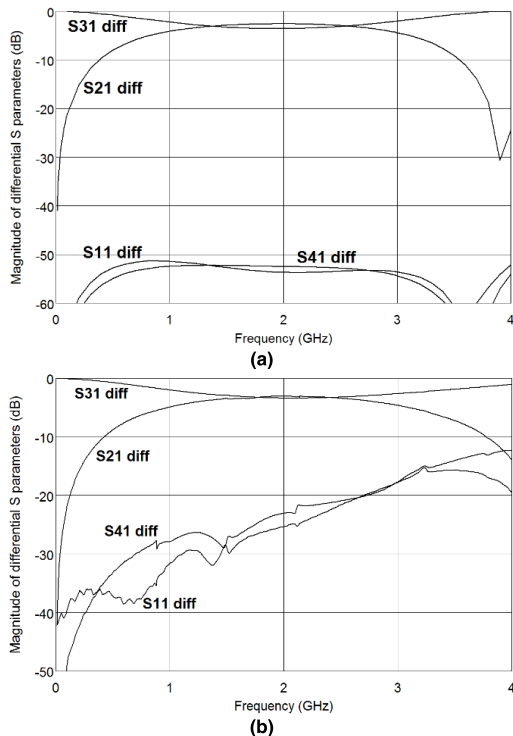 0
S31 diff
-10
S21 diff
-20
-30
-40
-50
S11 diff
S41 diff
-60
0
1
2
3
4
Magnitude of differential S parameters (dB)
Frequency (GHz)
(a)
0
S31 diff
-10
S21 diff
-20
S41 diff
-30
-40
S11 diff
-50
0
1
2
3
4
Magnitude of differential S parameters (dB)
Frequency (GHz)
(b)